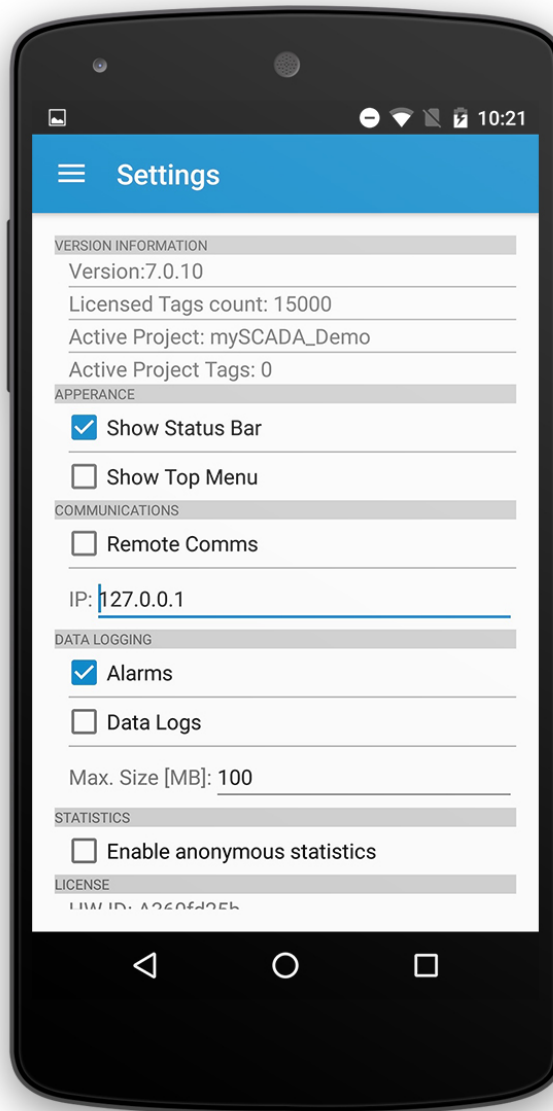 10:21
Settings
VERSION INFORMATION
Version:7.0.10
Licensed Tags count: 15000
Active Project: mySCADA_Demo
Active Project Tags: 0
APPERANCE
Show Status Bar
Show Top Menu
COMMUNICATIONS
Remote Comms
IP: 127.0.0.1
DATA LOGGING
Alarms
Data Logs
Max. Size [MB]: 100
STATISTICS
Enable anonymous statistics
LICENSE
HW ID: